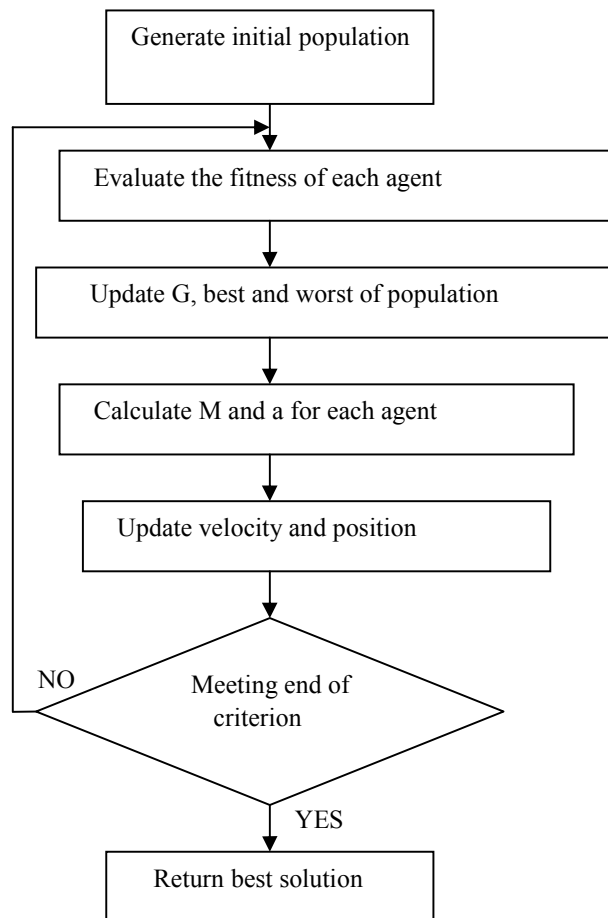 Generate initial population
Evaluate the fitness of each agent
Update G, best and worst of population
Calculate M and a for each agent
Update velocity and position
NO
Meeting end of
criterion
YES
Return best solution